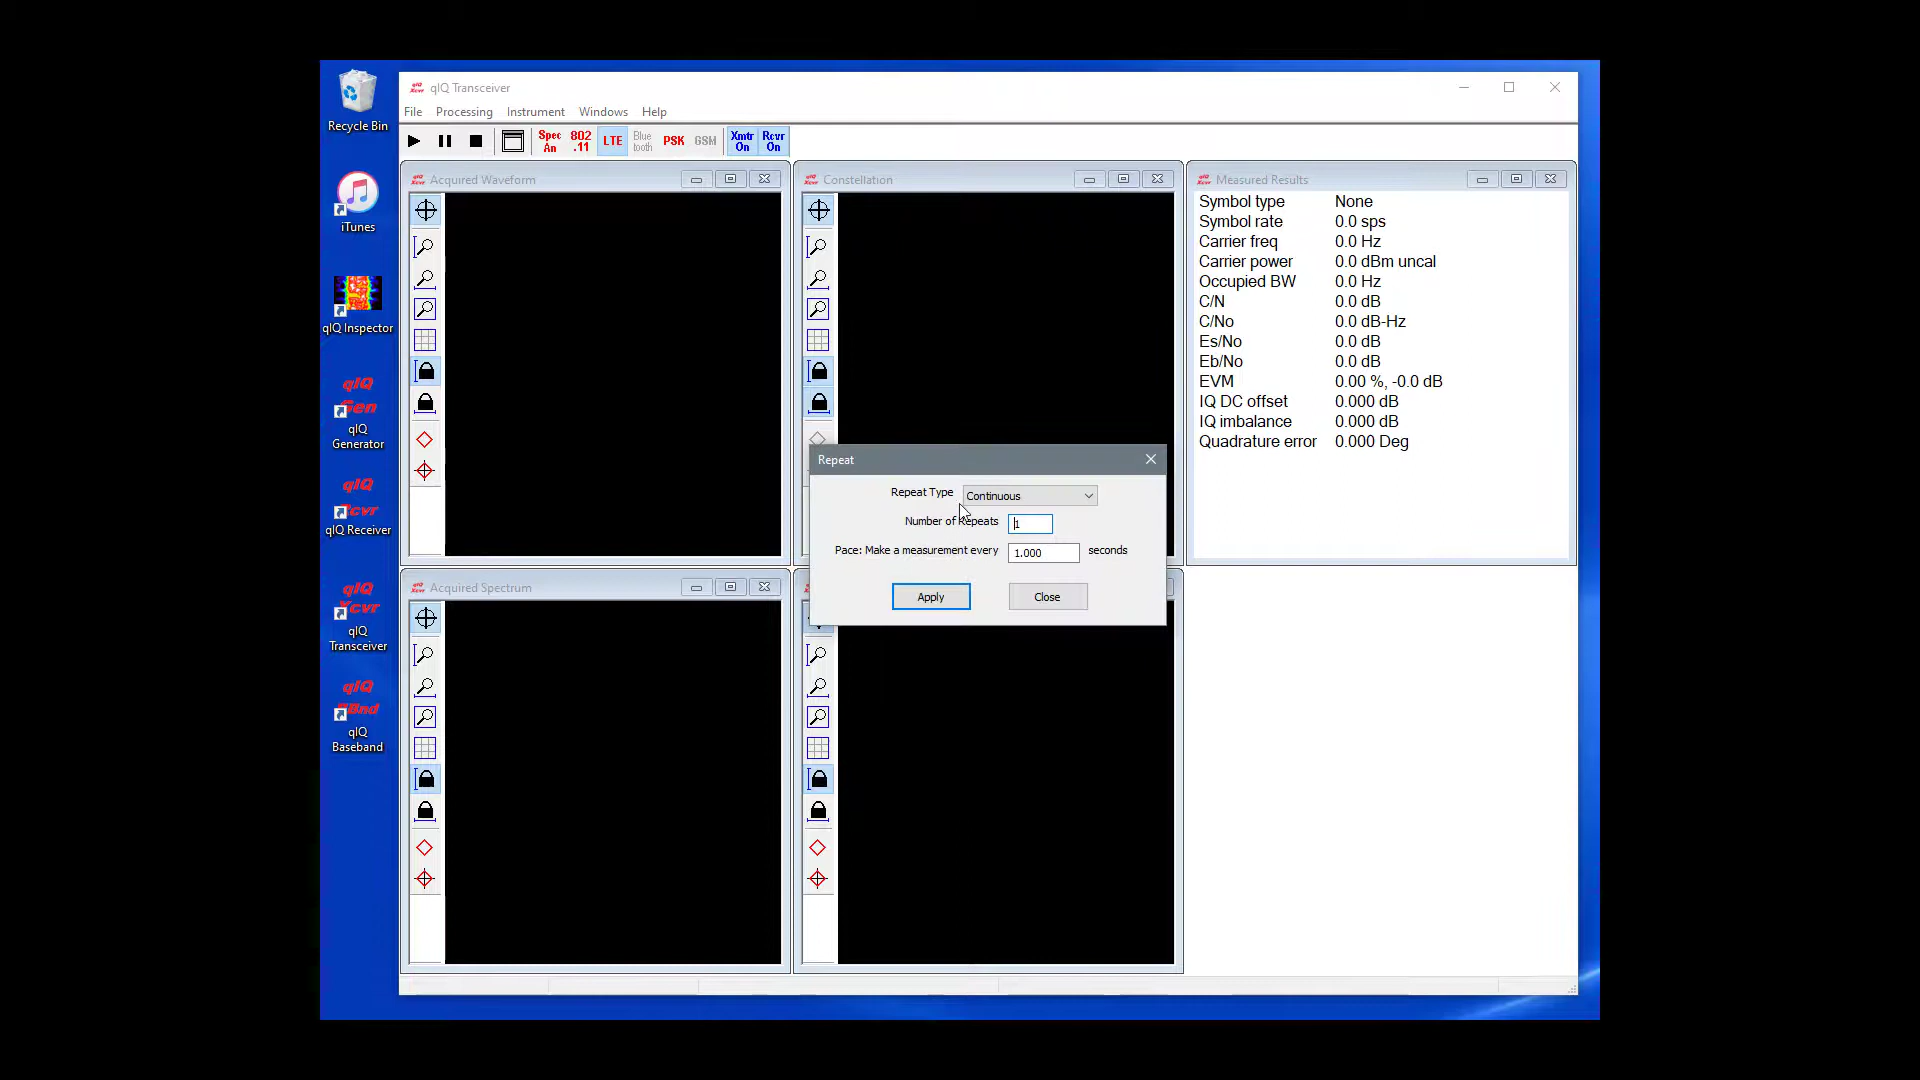 Recycle Bin
iTunes
qIQ Inspector
qIQ
Gen
qIQ
Generator
qIQ
Rcvr
qIQ Receiver
qIQ
Xcvr
qIQ
Transceiver
qIQ
BBnd
qIQ
Baseband
qIQ Transceiver
File Processing Instrument Windows Help
Spec An 802 .11 LTE Blue tooth PSK GSM Xmtr On Rcvr On
Acquired Waveform
Constellation
Measured Results
Symbol type None
Symbol rate 0.0 sps
Carrier freq 0.0 Hz
Carrier power 0.0 dBm uncal
Occupied BW 0.0 Hz
C/N 0.0 dB
C/No 0.0 dB-Hz
Es/No 0.0 dB
Eb/No 0.0 dB
EVM 0.00 %, -0.0 dB
IQ DC offset 0.000 dB
IQ imbalance 0.000 dB
Quadrature error 0.000 Deg
Repeat
Repeat Type Continuous
Number of Repeats 1
Pace: Make a measurement every 1.000 seconds
Apply Close
Acquired Spectrum